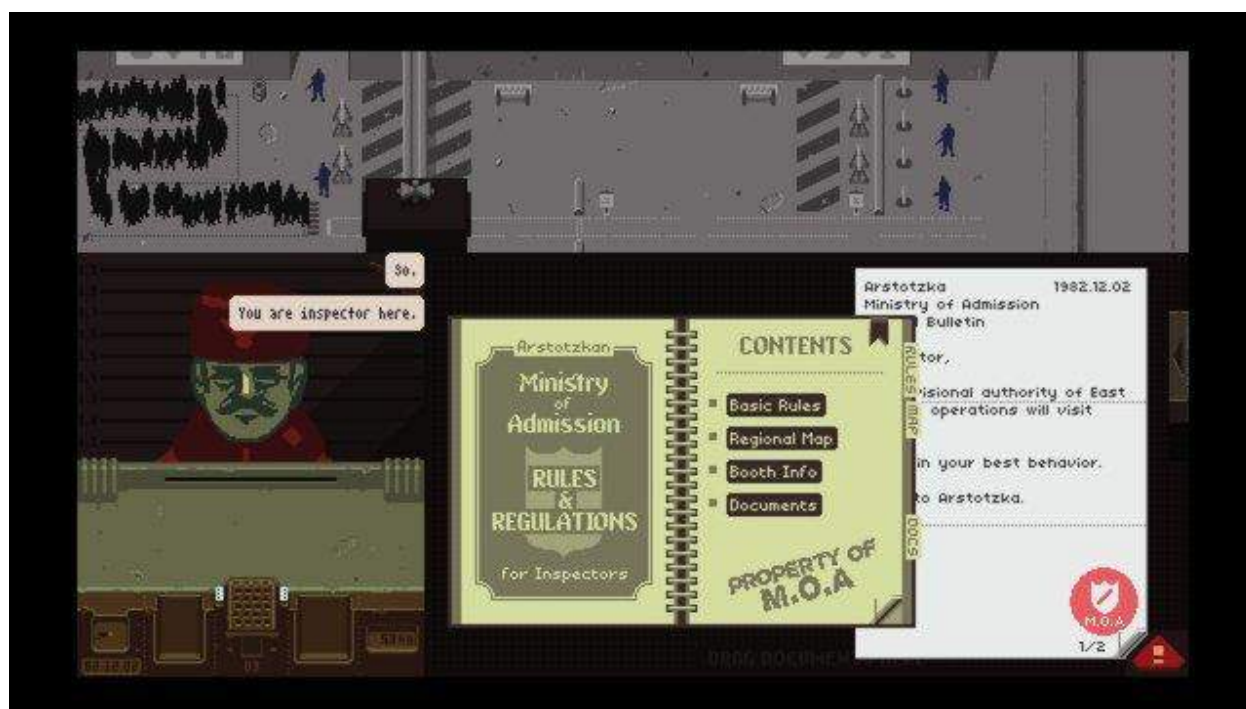 So.
You are inspector here.
Arstotzkan
Ministry
of
Admission
RULES
&
REGULATIONS
for Inspectors
CONTENTS
Basic Rules
Regional Map
Booth Info
Documents
PROPERTY OF
M.O.A
RULES
MAP
DOCS
Arstotzka 1982.12.02
Ministry of Admission
Bulletin
tor,
isional authority of East
operations will visit
in your best behavior.
to Arstotzka.
M.O.A
1/2